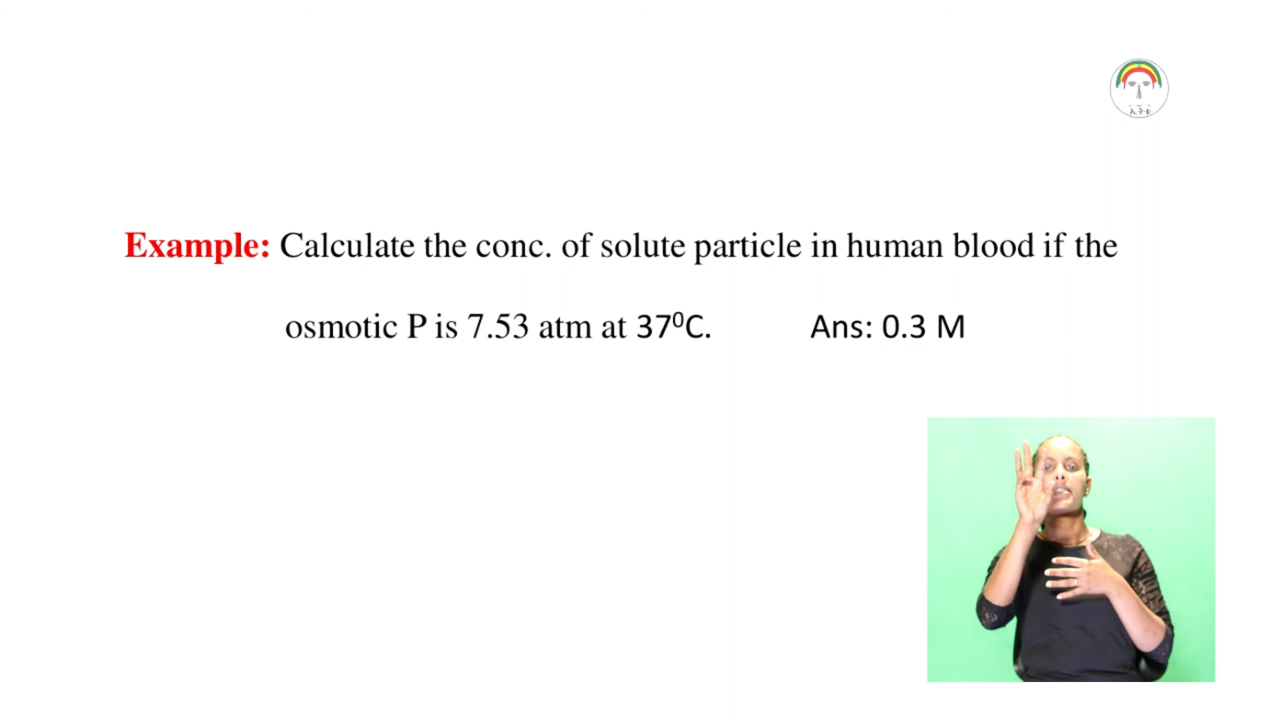 አትቴ
Example: Calculate the conc. of solute particle in human blood if the
osmotic P is 7.53 atm at 37⁰C. Ans: 0.3 M